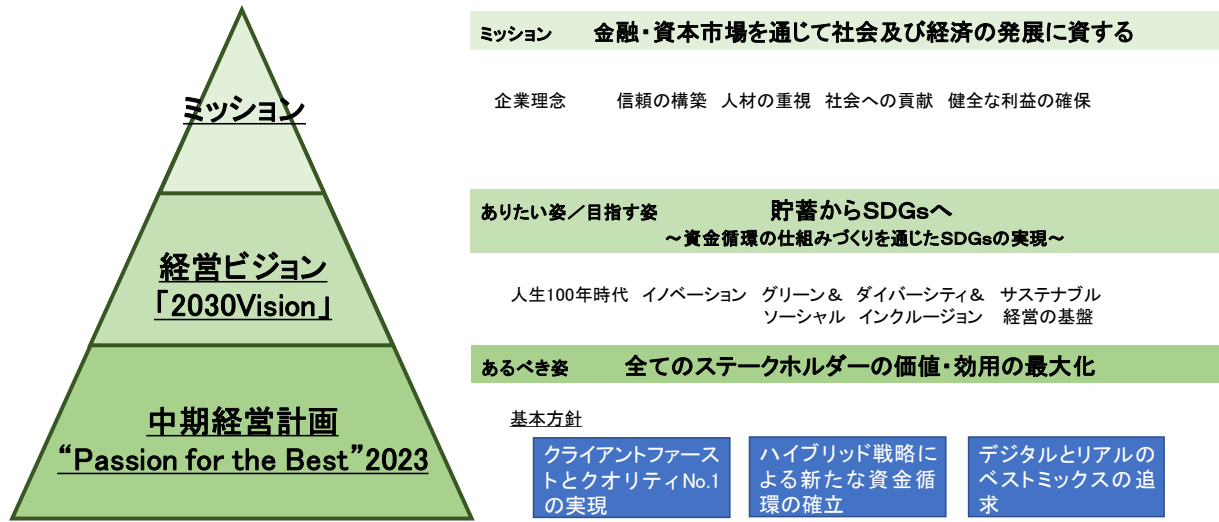 ミッション
経営ビジョン
「2030Vision」
中期経営計画
“Passion for the Best”2023
ミッション 金融・資本市場を通じて社会及び経済の発展に資する
企業理念 信頼の構築 人材の重視 社会への貢献 健全な利益の確保
ありたい姿／目指す姿 貯蓄からSDGsへ
～資金循環の仕組みづくりを通じたSDGsの実現～
人生100年時代 イノベーション グリーン＆ ダイバーシティ＆ サステナブル
ソーシャル インクルージョン 経営の基盤
あるべき姿 全てのステークホルダーの価値・効用の最大化
基本方針
クライアントファース
トとクオリティNo.1
の実現
ハイブリッド戦略に
よる新たな資金循
環の確立
デジタルとリアルの
ベストミックスの追
求